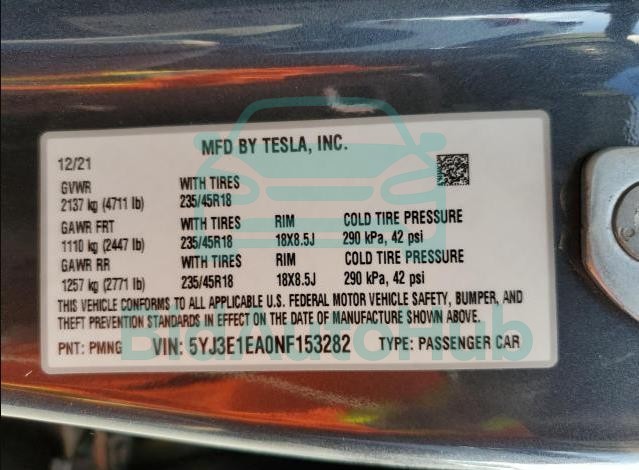 MFD BY TESLA, INC.
12/21
GVWR WITH TIRES
2137 kg (4711 lb) 235/45R18
GAWR FRT WITH TIRES RIM COLD TIRE PRESSURE
1110 kg (2447 lb) 235/45R18 18X8.5J 290 kPa, 42 psi
GAWR RR WITH TIRES RIM COLD TIRE PRESSURE
1257 kg (2771 lb) 235/45R18 18X8.5J 290 kPa, 42 psi
THIS VEHICLE CONFORMS TO ALL APPLICABLE U.S. FEDERAL MOTOR VEHICLE SAFETY, BUMPER, AND
THEFT PREVENTION STANDARDS IN EFFECT ON THE DATE OF MANUFACTURE SHOWN ABOVE.
PNT: PMNG VIN: 5YJ3E1EA0NF153282 TYPE: PASSENGER CAR